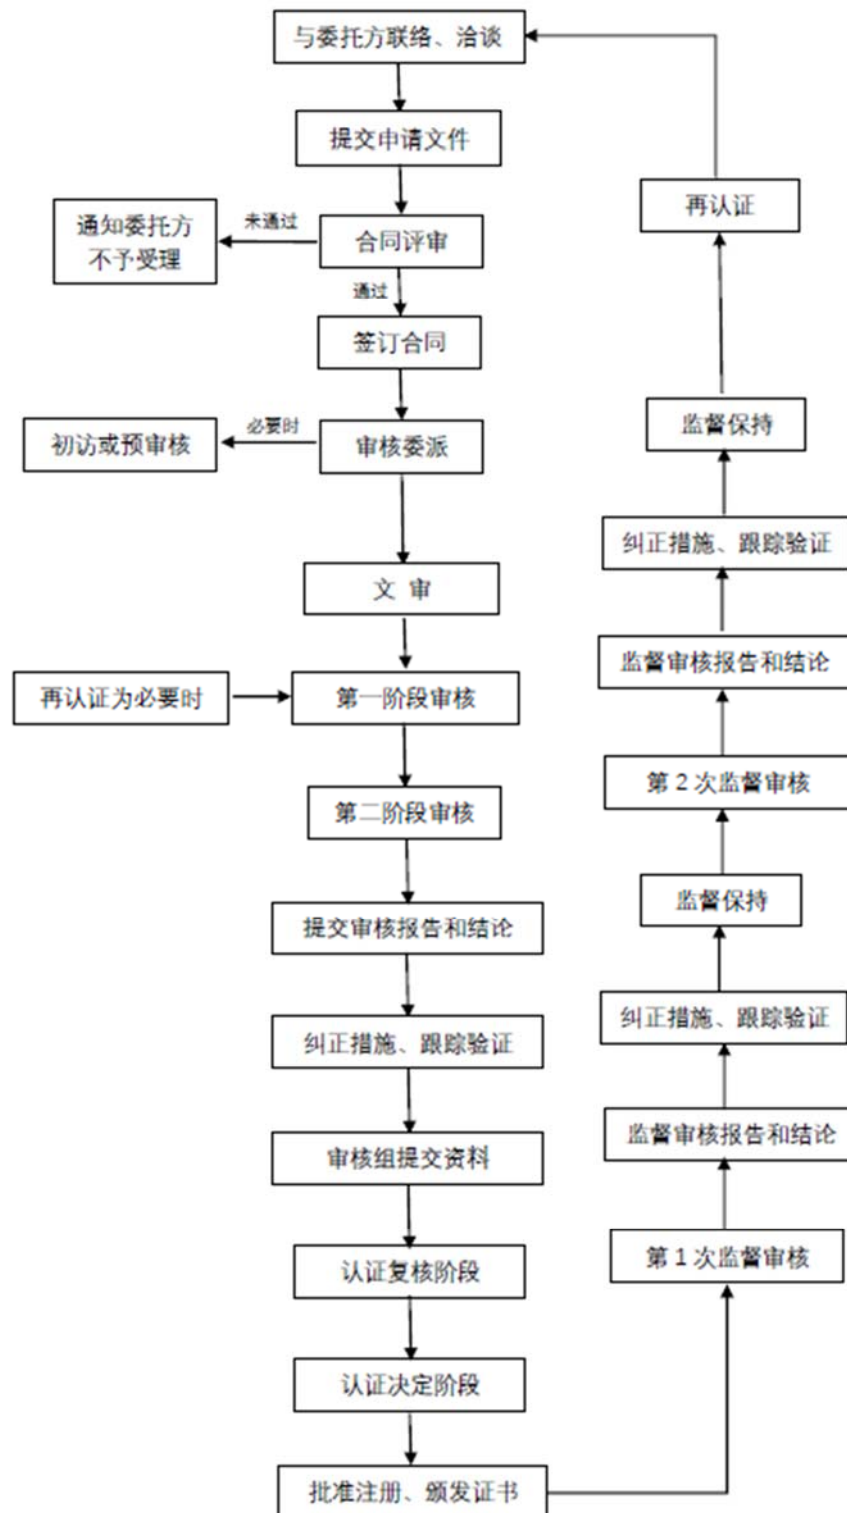 与委托方联络、洽谈
提交申请文件
合同评审
未通过
通知委托方
不予受理
通过
签订合同
审核委派
必要时
初访或预审核
文 审
再认证为必要时
第一阶段审核
第二阶段审核
提交审核报告和结论
纠正措施、跟踪验证
审核组提交资料
认证复核阶段
认证决定阶段
批准注册、颁发证书
第 1 次监督审核
监督审核报告和结论
纠正措施、跟踪验证
监督保持
第 2 次监督审核
监督审核报告和结论
纠正措施、跟踪验证
监督保持
再认证